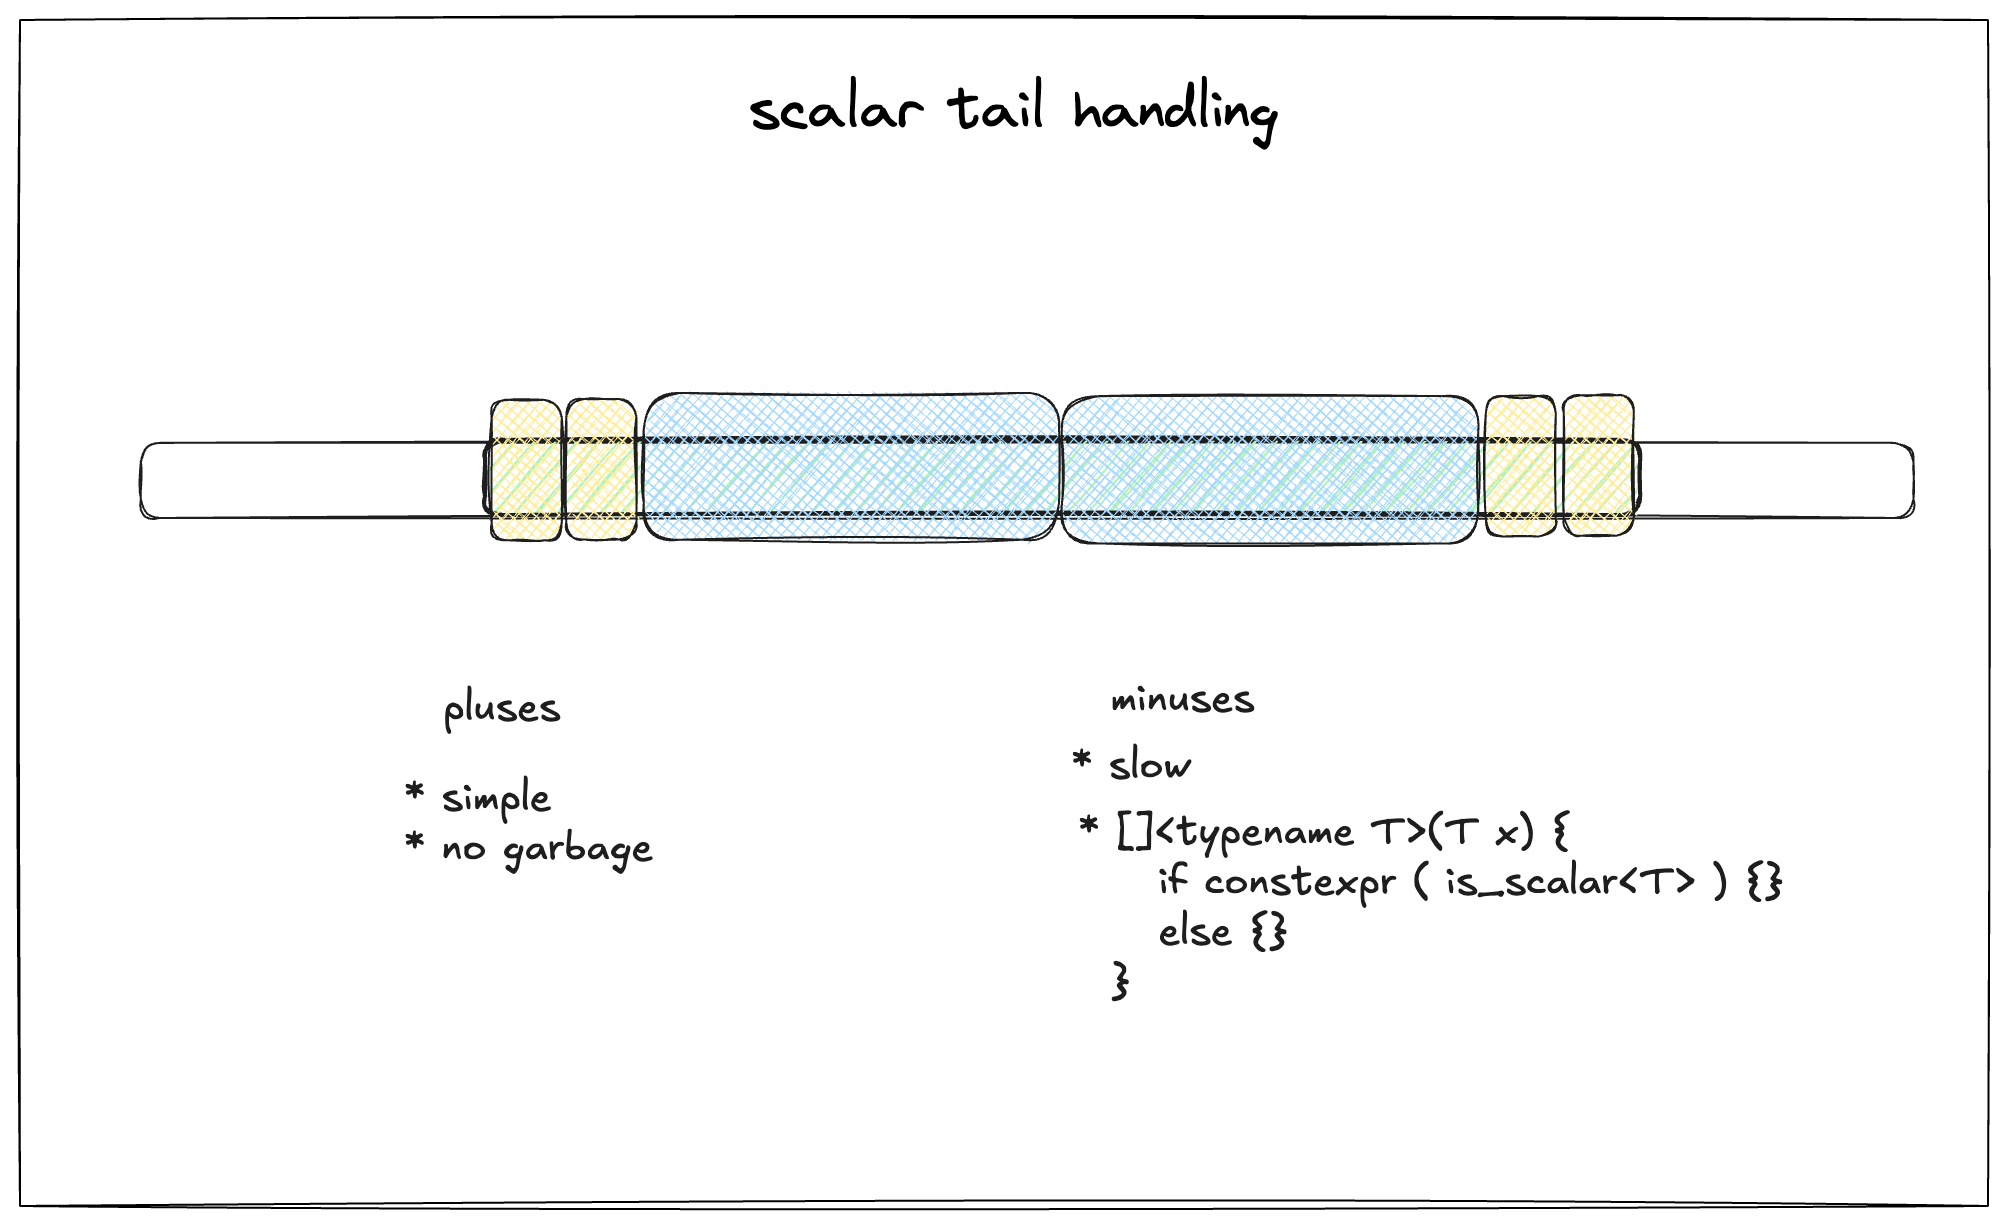 scalar tail handling
pluses
* simple
* no garbage
minuses
* slow
* []<typename T>(T x) {
if constexpr ( is_scalar<T> ) {}
else {}
}